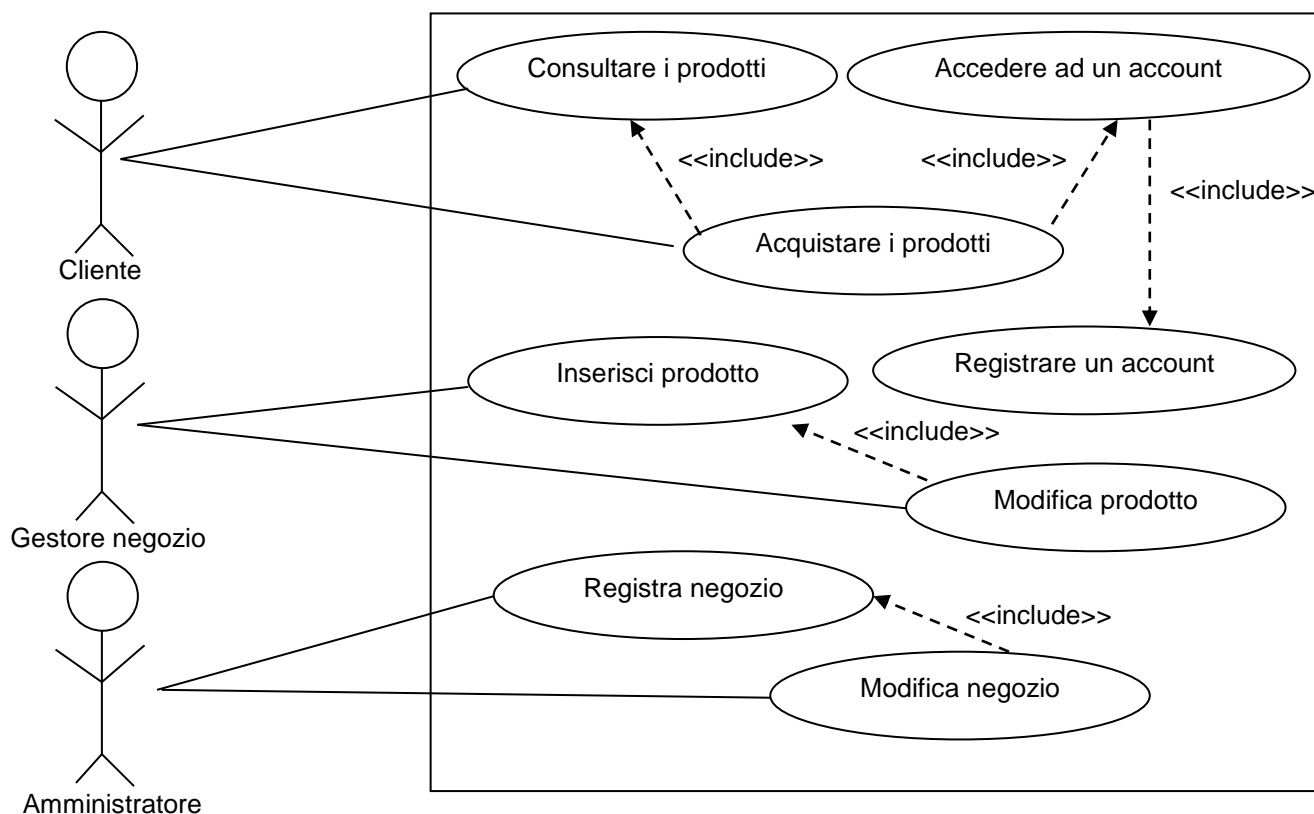 Consultare i prodotti
Accedere ad un account
<<include>>
<<include>>
<<include>>
Acquistare i prodotti
Cliente
Inserisci prodotto
Registrare un account
<<include>>
Modifica prodotto
Gestore negozio
Registra negozio
<<include>>
Modifica negozio
Amministratore